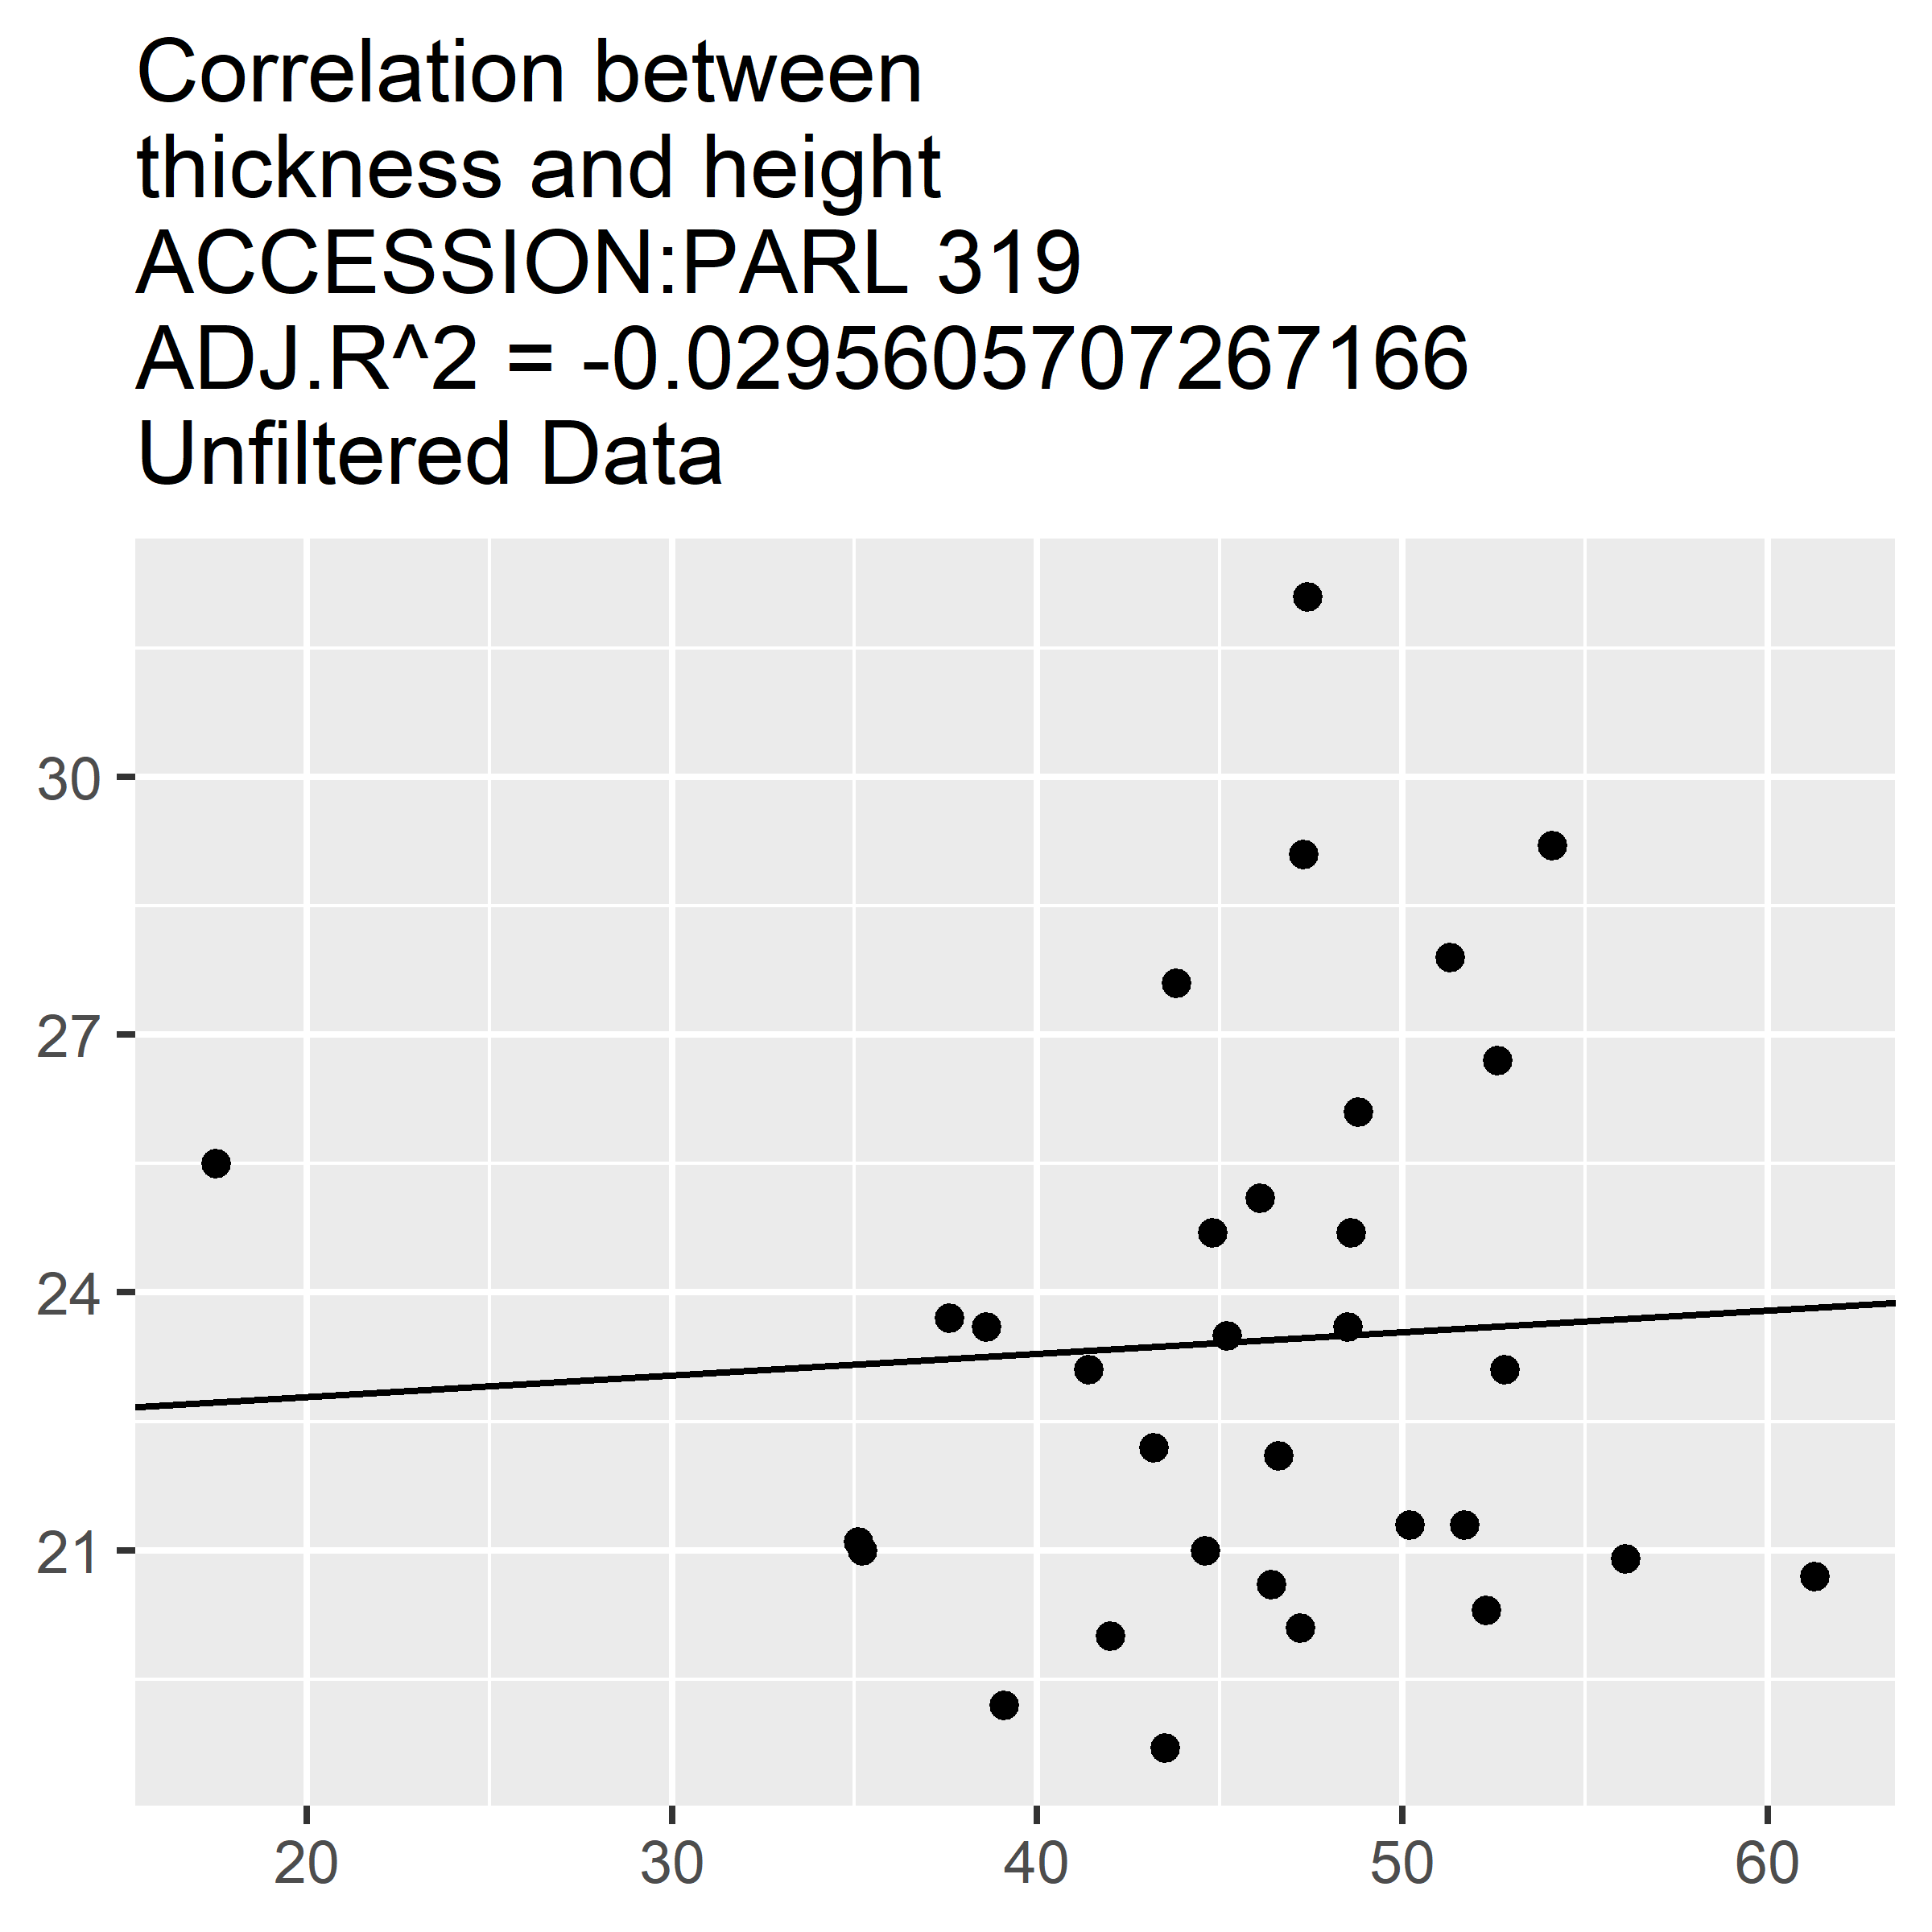 Correlation between
thickness and height
ACCESSION:PARL 319
ADJ.R^2 = -0.0295605707267166
Unfiltered Data
30
27
24
21
20 30 40 50 60